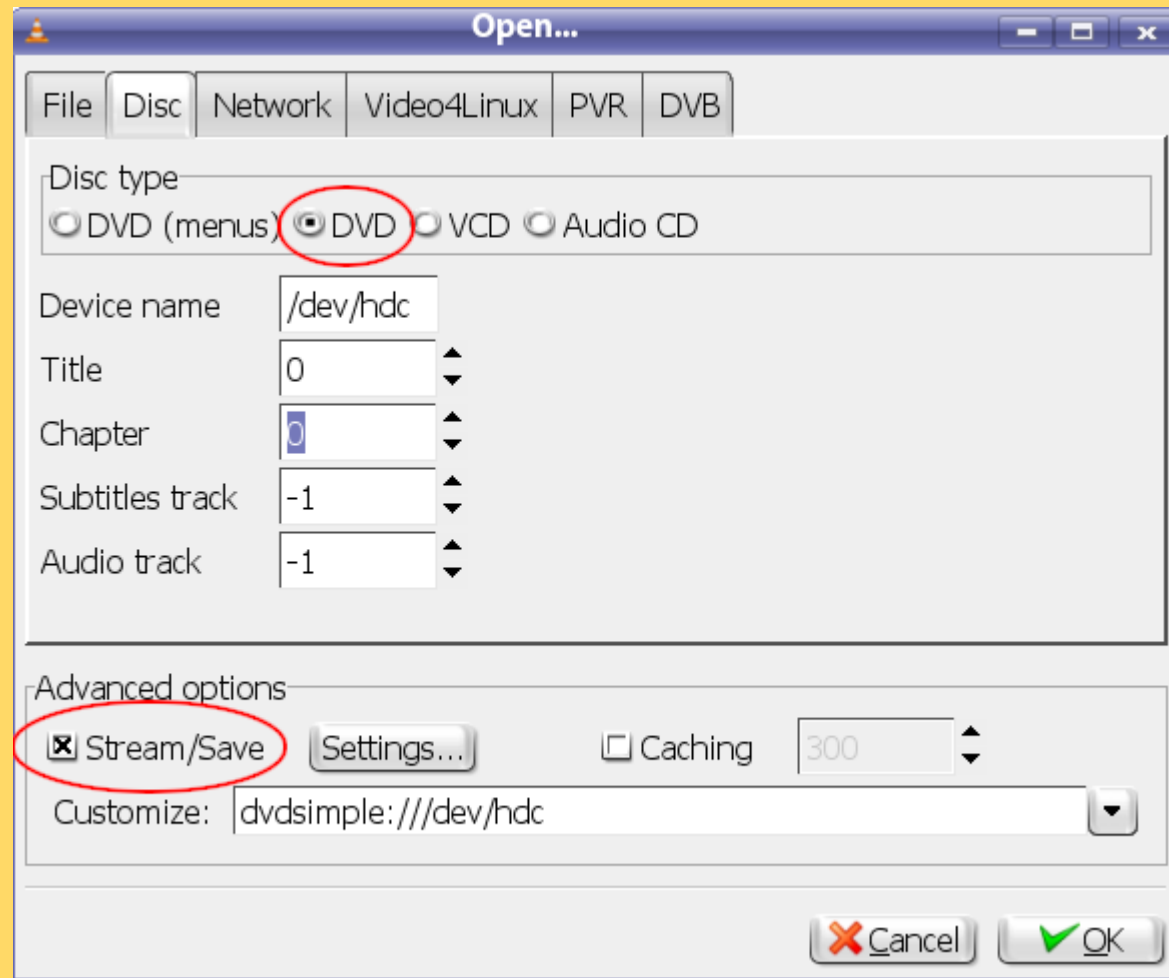 Open...
File Disc Network Video4Linux PVR DVB
Disc type
DVD (menus) DVD VCD Audio CD
Device name /dev/hdc
Title 0
Chapter 0
Subtitles track -1
Audio track -1
Advanced options
Stream/Save Settings... Caching 300
Customize: dvdsimple:///dev/hdc
Cancel OK